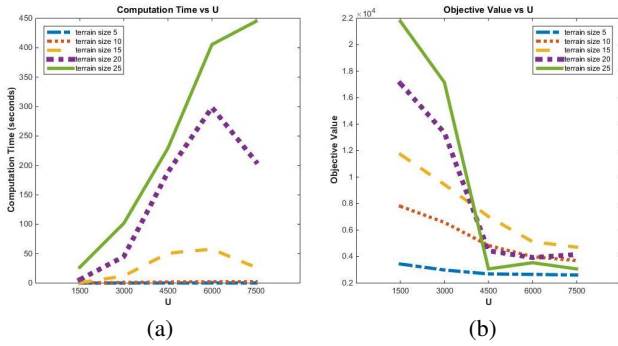 Computation Time vs U
450
400
350
300
250
200
150
100
50
0
Computation Time (seconds)
terrain size 5
terrain size 10
terrain size 15
terrain size 20
terrain size 25
1500 3000 4500 6000 7500
U
(a)
Objective Value vs U
×10⁴
2.2
2
1.8
1.6
1.4
1.2
1
0.8
0.6
0.4
0.2
Objective Value
terrain size 5
terrain size 10
terrain size 15
terrain size 20
terrain size 25
1500 3000 4500 6000 7500
U
(b)